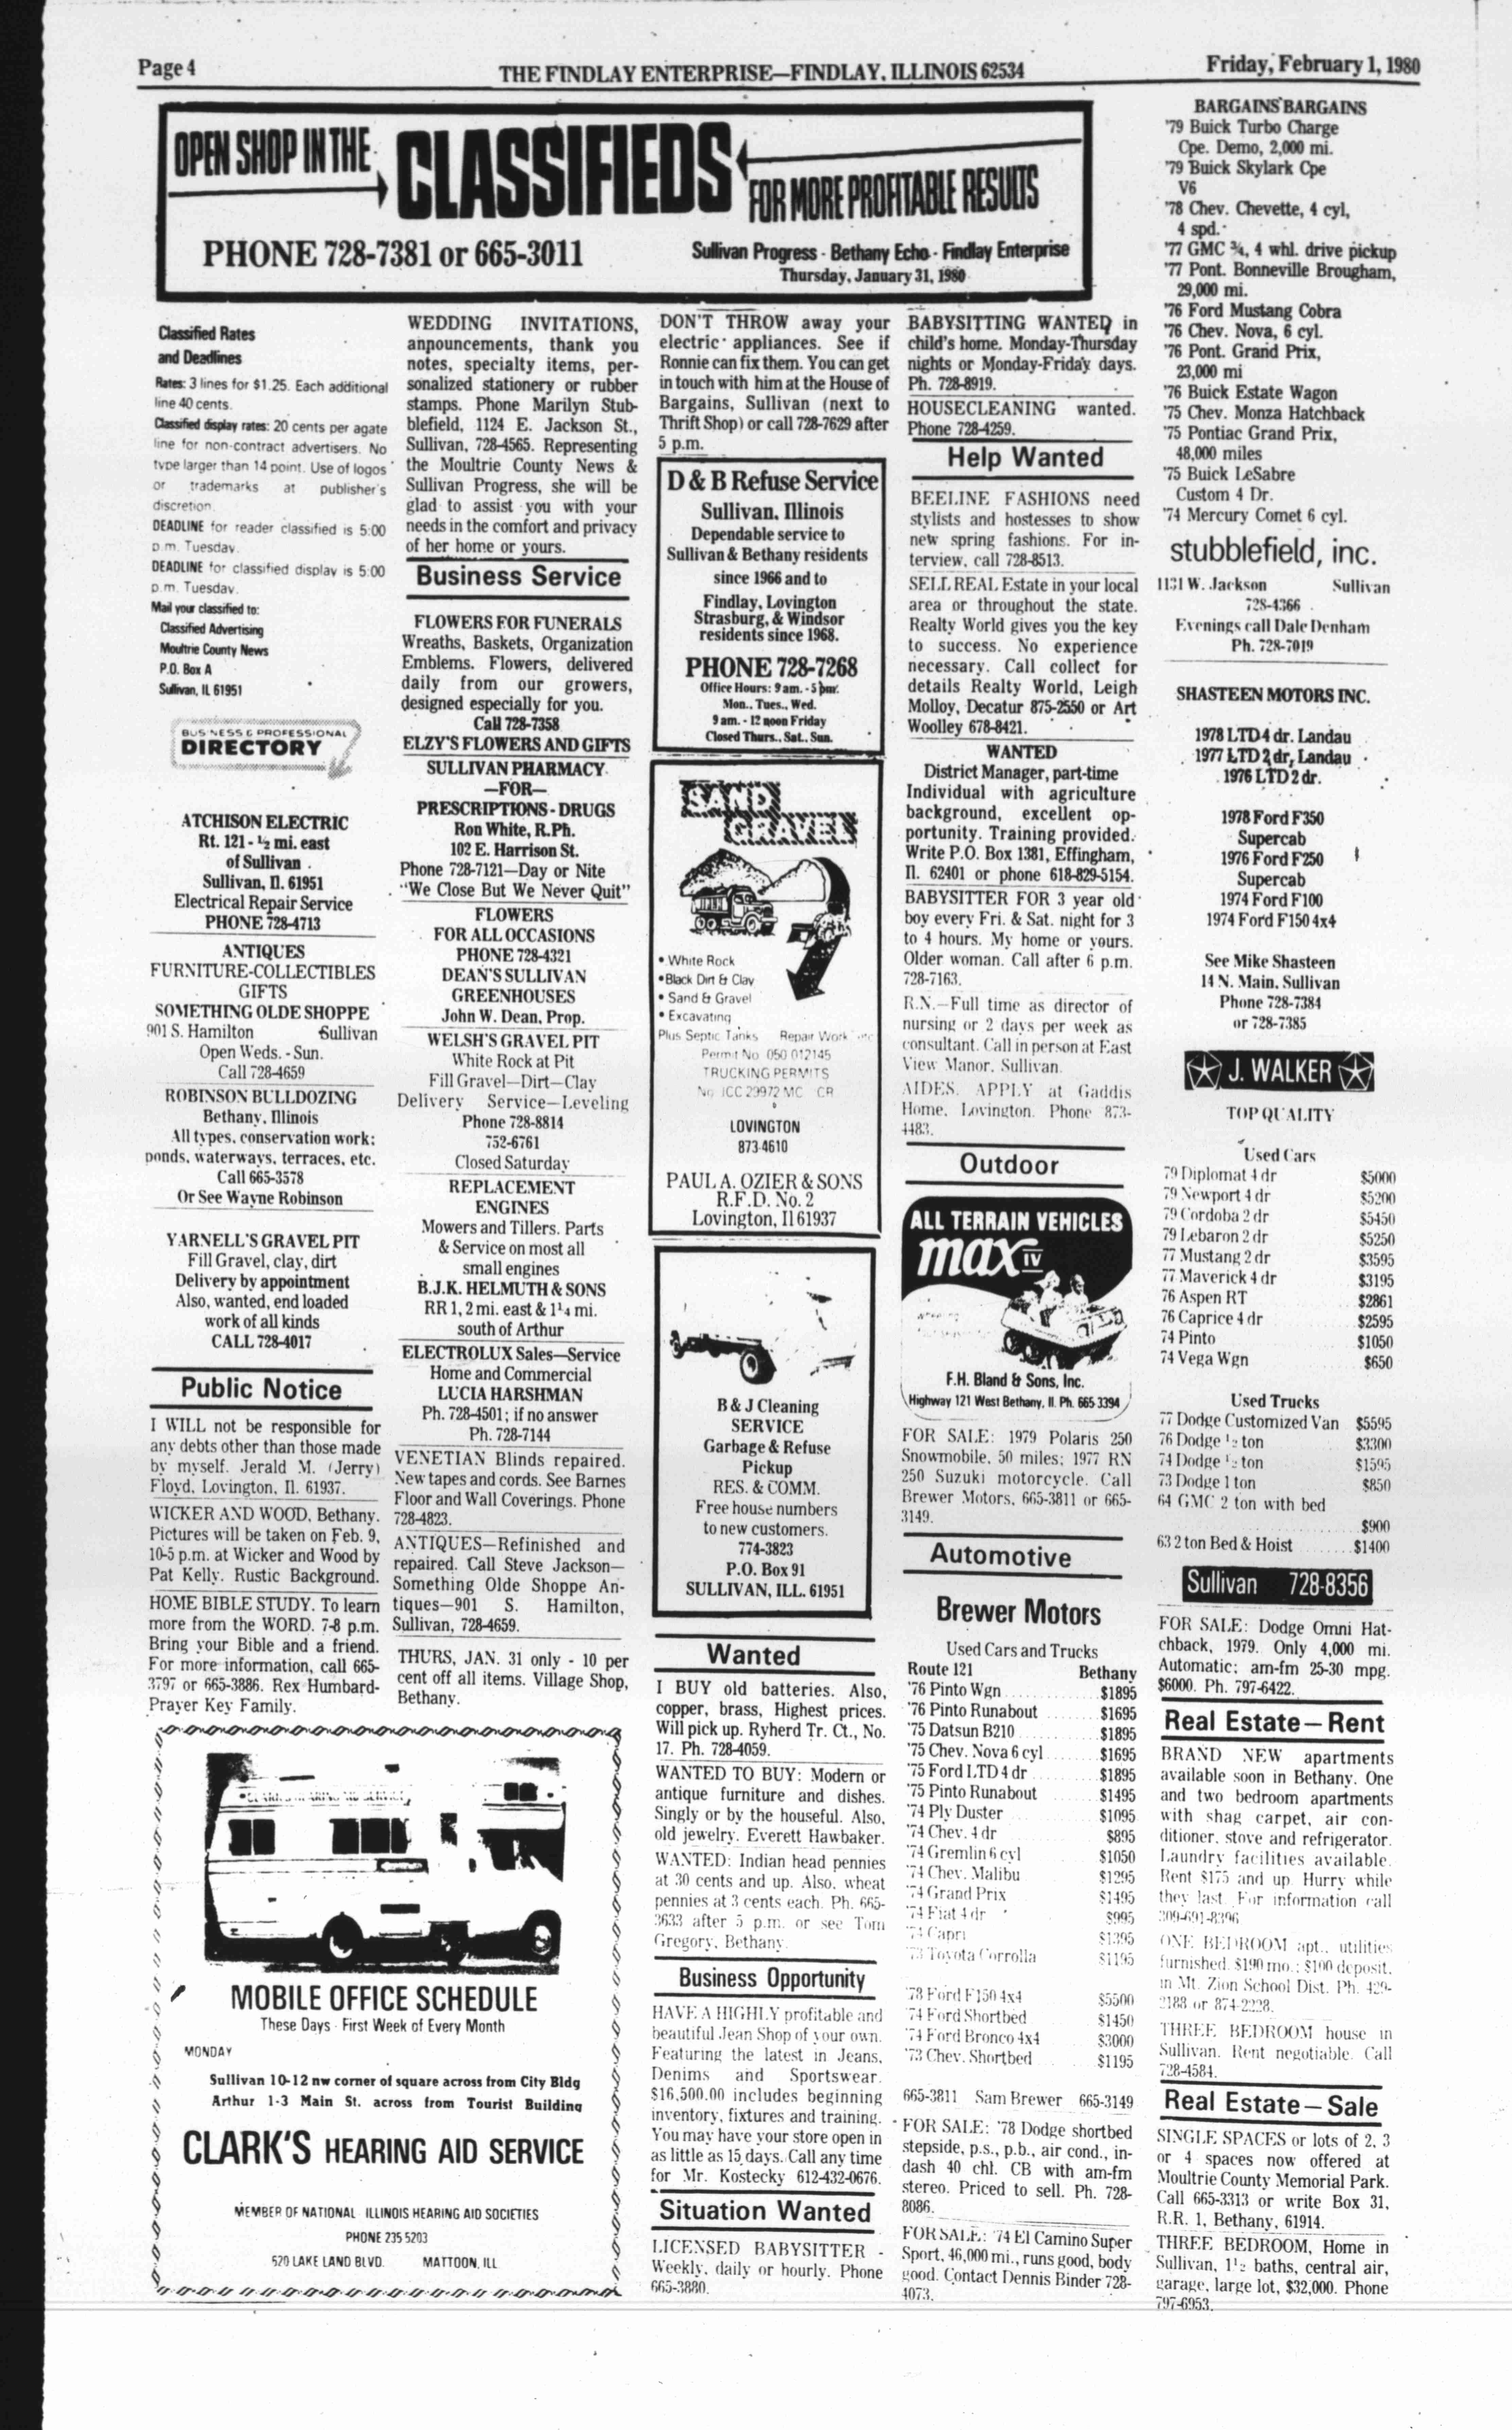 Page 4
THE FINDLAY ENTERPRISE—FINDLAY, ILLINOIS 62534
Friday, February 1, 1980
OPEN SHOP IN THE
CLASSIFIEDS
FOR MORE PROFITABLE RESULTS
PHONE 728-7381 or 665-3011
Sullivan Progress - Bethany Echo - Findlay Enterprise
Thursday, January 31, 1980
Classified Rates
and Deadlines
Rates: 3 lines for $1.25. Each additional
line 40 cents.
Classified display rates: 20 cents per agate
line for non-contract advertisers. No
type larger than 14 point. Use of logos
or trademarks at publisher's
discretion.
DEADLINE for reader classified is 5:00
p.m. Tuesday.
DEADLINE for classified display is 5:00
p.m. Tuesday.
Mail your classified to:
Classified Advertising
Moultrie County News
P.O. Box A
Sullivan, IL 61951
BUSINESS & PROFESSIONAL
DIRECTORY
ATCHISON ELECTRIC
Rt. 121 - ½ mi. east
of Sullivan
Sullivan, Il. 61951
Electrical Repair Service
PHONE 728-4713
ANTIQUES
FURNITURE-COLLECTIBLES
GIFTS
SOMETHING OLDE SHOPPE
901 S. Hamilton Sullivan
Open Weds. - Sun.
Call 728-4659
ROBINSON BULLDOZING
Bethany, Illinois
All types, conservation work:
ponds, waterways, terraces, etc.
Call 665-3578
Or See Wayne Robinson
YARNELL'S GRAVEL PIT
Fill Gravel, clay, dirt
Delivery by appointment
Also, wanted, end loaded
work of all kinds
CALL 728-4017
Public Notice
I WILL not be responsible for
any debts other than those made
by myself. Jerald M. (Jerry)
Floyd, Lovington, Il. 61937.
WICKER AND WOOD, Bethany.
Pictures will be taken on Feb. 9,
10-5 p.m. at Wicker and Wood by
Pat Kelly. Rustic Background.
HOME BIBLE STUDY. To learn
more from the WORD. 7-8 p.m.
Bring your Bible and a friend.
For more information, call 665-
3797 or 665-3886. Rex Humbard-
Prayer Key Family.
WEDDING INVITATIONS,
announcements, thank you
notes, specialty items, per-
sonalized stationery or rubber
stamps. Phone Marilyn Stub-
blefield, 1124 E. Jackson St.,
Sullivan, 728-4565. Representing
the Moultrie County News &
Sullivan Progress, she will be
glad to assist you with your
needs in the comfort and privacy
of her home or yours.
Business Service
FLOWERS FOR FUNERALS
Wreaths, Baskets, Organization
Emblems. Flowers, delivered
daily from our growers,
designed especially for you.
Call 728-7358
ELZY'S FLOWERS AND GIFTS
SULLIVAN PHARMACY
—FOR—
PRESCRIPTIONS - DRUGS
Ron White, R.Ph.
102 E. Harrison St.
Phone 728-7121—Day or Nite
"We Close But We Never Quit"
FLOWERS
FOR ALL OCCASIONS
PHONE 728-4321
DEAN'S SULLIVAN
GREENHOUSES
John W. Dean, Prop.
WELSH'S GRAVEL PIT
White Rock at Pit
Fill Gravel—Dirt—Clay
Delivery Service—Leveling
Phone 728-8814
752-6761
Closed Saturday
REPLACEMENT
ENGINES
Mowers and Tillers. Parts
& Service on most all
small engines
B.J.K. HELMUTH & SONS
RR 1, 2 mi. east & 1¼ mi.
south of Arthur
ELECTROLUX Sales—Service
Home and Commercial
LUCIA HARSHMAN
Ph. 728-4501; if no answer
Ph. 728-7144
VENETIAN Blinds repaired.
New tapes and cords. See Barnes
Floor and Wall Coverings. Phone
728-4823.
ANTIQUES—Refinished and
repaired. Call Steve Jackson—
Something Olde Shoppe An-
tiques—901 S. Hamilton,
Sullivan, 728-4659.
THURS, JAN. 31 only - 10 per
cent off all items. Village Shop,
Bethany.
MOBILE OFFICE SCHEDULE
These Days - First Week of Every Month
MONDAY
Sullivan 10-12 nw corner of square across from City Bldg
Arthur 1-3 Main St. across from Tourist Building
CLARK'S HEARING AID SERVICE
MEMBER OF NATIONAL ILLINOIS HEARING AID SOCIETIES
PHONE 235 5203
520 LAKE LAND BLVD. MATTOON, ILL
DON'T THROW away your
electric appliances. See if
Ronnie can fix them. You can get
in touch with him at the House of
Bargains, Sullivan (next to
Thrift Shop) or call 728-7629 after
5 p.m.
D & B Refuse Service
Sullivan, Illinois
Dependable service to
Sullivan & Bethany residents
since 1966 and to
Findlay, Lovington
Strasburg, & Windsor
residents since 1968.
PHONE 728-7268
Office Hours: 9 am. - 5 pm.
Mon., Tues., Wed.
9 am. - 12 noon Friday
Closed Thurs., Sat., Sun.
SAND
GRAVEL
• White Rock
• Black Dirt & Clay
• Sand & Gravel
• Excavating
Plus Septic Tanks Repair Work etc
Permit No 050-012145
TRUCKING PERMITS
No. ICC 29972 MC CR
LOVINGTON
873-4610
PAUL A. OZIER & SONS
R.F.D. No. 2
Lovington, Il 61937
B & J Cleaning
SERVICE
Garbage & Refuse
Pickup
RES. & COMM.
Free house numbers
to new customers.
774-3823
P.O. Box 91
SULLIVAN, ILL. 61951
Wanted
I BUY old batteries. Also,
copper, brass, Highest prices.
Will pick up. Ryherd Tr. Ct., No.
17. Ph. 728-4059.
WANTED TO BUY: Modern or
antique furniture and dishes.
Singly or by the houseful. Also,
old jewelry. Everett Hawbaker.
WANTED: Indian head pennies
at 30 cents and up. Also, wheat
pennies at 3 cents each. Ph. 665-
3633 after 5 p.m. or see Tom
Gregory, Bethany.
Business Opportunity
HAVE A HIGHLY profitable and
beautiful Jean Shop of your own.
Featuring the latest in Jeans,
Denims and Sportswear.
$16,500.00 includes beginning
inventory, fixtures and training.
You may have your store open in
as little as 15 days. Call any time
for Mr. Kostecky 612-432-0676.
Situation Wanted
LICENSED BABYSITTER -
Weekly, daily or hourly. Phone
665-3880.
BABYSITTING WANTED in
child's home. Monday-Thursday
nights or Monday-Friday days.
Ph. 728-8919.
HOUSECLEANING wanted.
Phone 728-4259.
Help Wanted
BEELINE FASHIONS need
stylists and hostesses to show
new spring fashions. For in-
terview, call 728-8513.
SELL REAL Estate in your local
area or throughout the state.
Realty World gives you the key
to success. No experience
necessary. Call collect for
details Realty World, Leigh
Molloy, Decatur 875-2550 or Art
Woolley 678-8421.
WANTED
District Manager, part-time
Individual with agriculture
background, excellent op-
portunity. Training provided.
Write P.O. Box 1381, Effingham,
Il. 62401 or phone 618-829-5154.
BABYSITTER FOR 3 year old
boy every Fri. & Sat. night for 3
to 4 hours. My home or yours.
Older woman. Call after 6 p.m.
728-7163.
R.N.—Full time as director of
nursing or 2 days per week as
consultant. Call in person at East
View Manor, Sullivan.
AIDES, APPLY at Gaddis
Home, Lovington. Phone 873-
4483.
Outdoor
ALL TERRAIN VEHICLES
max IV
F.H. Bland & Sons, Inc.
Highway 121 West Bethany, Il. Ph. 665 3394
FOR SALE: 1979 Polaris 250
Snowmobile, 50 miles; 1977 RN
250 Suzuki motorcycle. Call
Brewer Motors, 665-3811 or 665-
3149.
Automotive
Brewer Motors
Used Cars and Trucks
Route 121 Bethany
'76 Pinto Wgn $1895
'76 Pinto Runabout $1695
'75 Datsun B210 $1895
'75 Chev. Nova 6 cyl $1695
'75 Ford LTD 4 dr $1895
'75 Pinto Runabout $1495
'74 Ply Duster $1095
'74 Chev. 4 dr $895
'74 Gremlin 6 cyl $1050
'74 Chev. Malibu $1295
'74 Grand Prix $1495
'74 Fiat 4 dr $995
'74 Capri $1395
'73 Toyota Corrolla $1195
'78 Ford F150 4x4 $5500
'74 Ford Shortbed $1450
'74 Ford Bronco 4x4 $3000
'73 Chev. Shortbed $1195
665-3811 Sam Brewer 665-3149
FOR SALE: '78 Dodge shortbed
stepside, p.s., p.b., air cond., in-
dash 40 chl. CB with am-fm
stereo. Priced to sell. Ph. 728-
8086.
FOR SALE: '74 El Camino Super
Sport, 46,000 mi., runs good, body
good. Contact Dennis Binder 728-
4073.
BARGAINS BARGAINS
'79 Buick Turbo Charge
Cpe. Demo, 2,000 mi.
'79 Buick Skylark Cpe
V6
'78 Chev. Chevette, 4 cyl,
4 spd.
'77 GMC ¾, 4 whl. drive pickup
'77 Pont. Bonneville Brougham,
29,000 mi.
'76 Ford Mustang Cobra
'76 Chev. Nova, 6 cyl.
'76 Pont. Grand Prix,
23,000 mi
'76 Buick Estate Wagon
'75 Chev. Monza Hatchback
'75 Pontiac Grand Prix,
48,000 miles
'75 Buick LeSabre
Custom 4 Dr.
'74 Mercury Comet 6 cyl.
stubblefield, inc.
1131 W. Jackson Sullivan
728-4366
Evenings call Dale Denham
Ph. 728-7019
SHASTEEN MOTORS INC.
1978 LTD 4 dr. Landau
1977 LTD 2 dr, Landau
1976 LTD 2 dr.
1978 Ford F350
Supercab
1976 Ford F250
Supercab
1974 Ford F100
1974 Ford F150 4x4
See Mike Shasteen
14 N. Main, Sullivan
Phone 728-7384
or 728-7385
J. WALKER
TOP QUALITY
Used Cars
79 Diplomat 4 dr $5000
79 Newport 4 dr $5200
79 Cordoba 2 dr $5450
79 Lebaron 2 dr $5250
77 Mustang 2 dr $3595
77 Maverick 4 dr $3195
76 Aspen RT $2861
76 Caprice 4 dr $2595
74 Pinto $1050
74 Vega Wgn $650
Used Trucks
77 Dodge Customized Van $5595
76 Dodge ½ ton $3300
74 Dodge ½ ton $1595
73 Dodge 1 ton $850
64 GMC 2 ton with bed
$900
63 2 ton Bed & Hoist $1400
Sullivan 728-8356
FOR SALE: Dodge Omni Hat-
chback, 1979. Only 4,000 mi.
Automatic; am-fm 25-30 mpg.
$6000. Ph. 797-6422.
Real Estate—Rent
BRAND NEW apartments
available soon in Bethany. One
and two bedroom apartments
with shag carpet, air con-
ditioner, stove and refrigerator.
Laundry facilities available.
Rent $175 and up. Hurry while
they last. For information call
309-691-8396
ONE BEDROOM apt., utilities
furnished. $190 mo.; $100 deposit,
in Mt. Zion School Dist. Ph. 429-
2188 or 874-2228.
THREE BEDROOM house in
Sullivan. Rent negotiable. Call
728-4584.
Real Estate—Sale
SINGLE SPACES or lots of 2, 3
or 4 spaces now offered at
Moultrie County Memorial Park.
Call 665-3313 or write Box 31,
R.R. 1, Bethany, 61914.
THREE BEDROOM, Home in
Sullivan, 1½ baths, central air,
garage, large lot, $32,000. Phone
797-6953.